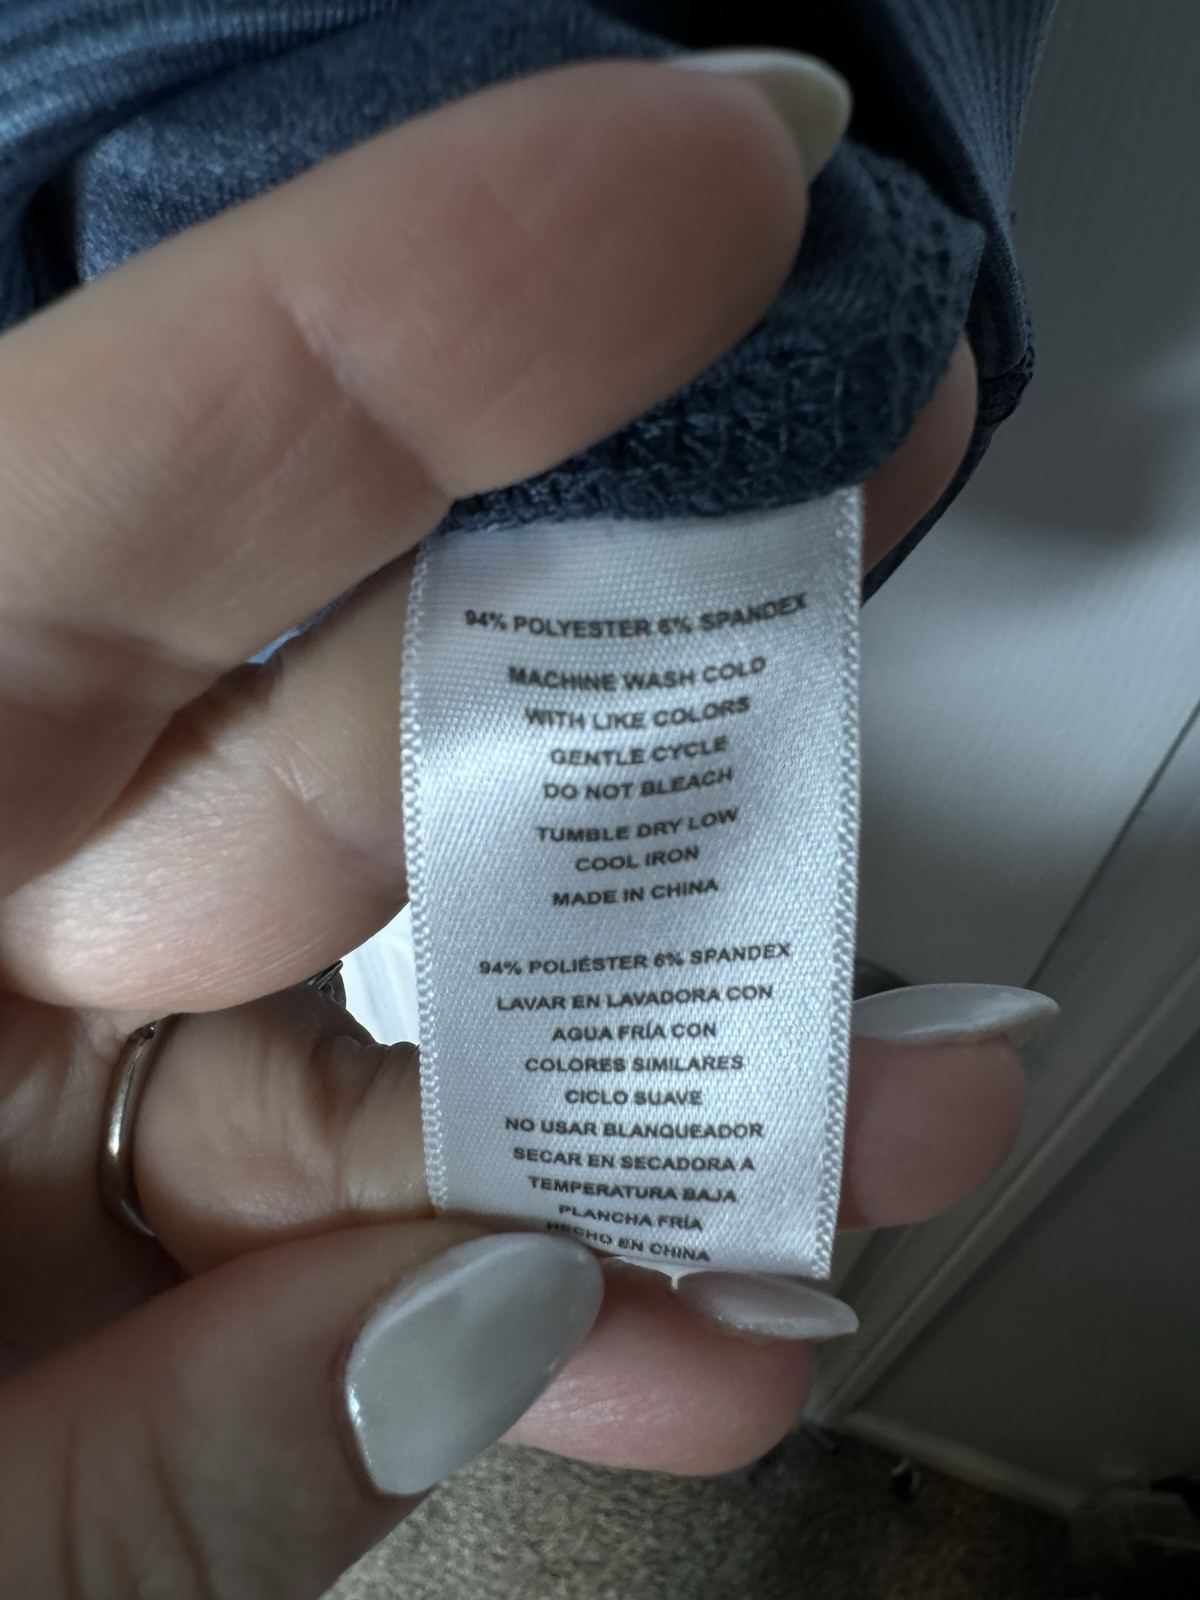 94% POLYESTER 6% SPANDEX
MACHINE WASH COLD
WITH LIKE COLORS
GENTLE CYCLE
DO NOT BLEACH
TUMBLE DRY LOW
COOL IRON
MADE IN CHINA
94% POLIÉSTER 6% SPANDEX
LAVAR EN LAVADORA CON
AGUA FRÍA CON
COLORES SIMILARES
CICLO SUAVE
NO USAR BLANQUEADOR
SECAR EN SECADORA A
TEMPERATURA BAJA
PLANCHA FRÍA
HECHO EN CHINA